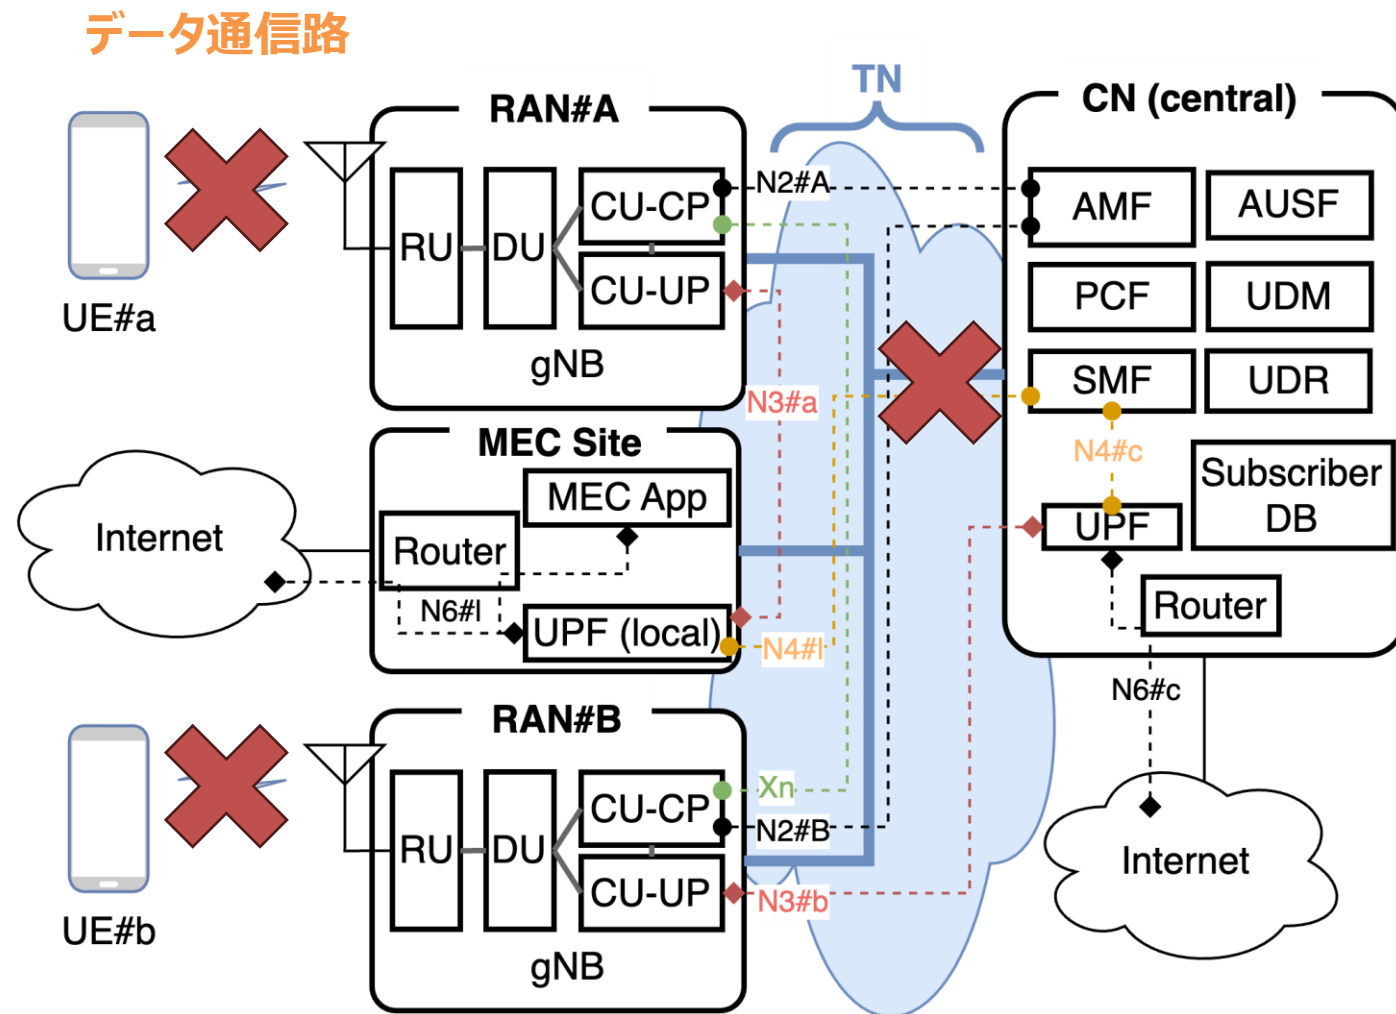 データ通信路
TN
RAN#A
CN (central)
UE#a
RU
DU
CU-CP
CU-UP
gNB
N2#A
AMF
AUSF
PCF
UDM
SMF
UDR
N3#a
N4#c
Subscriber
DB
UPF
Router
N6#c
Internet
MEC Site
MEC App
Internet
Router
N6#l
UPF (local)
N4#l
RAN#B
UE#b
RU
DU
CU-CP
CU-UP
gNB
Xn
N2#B
N3#b